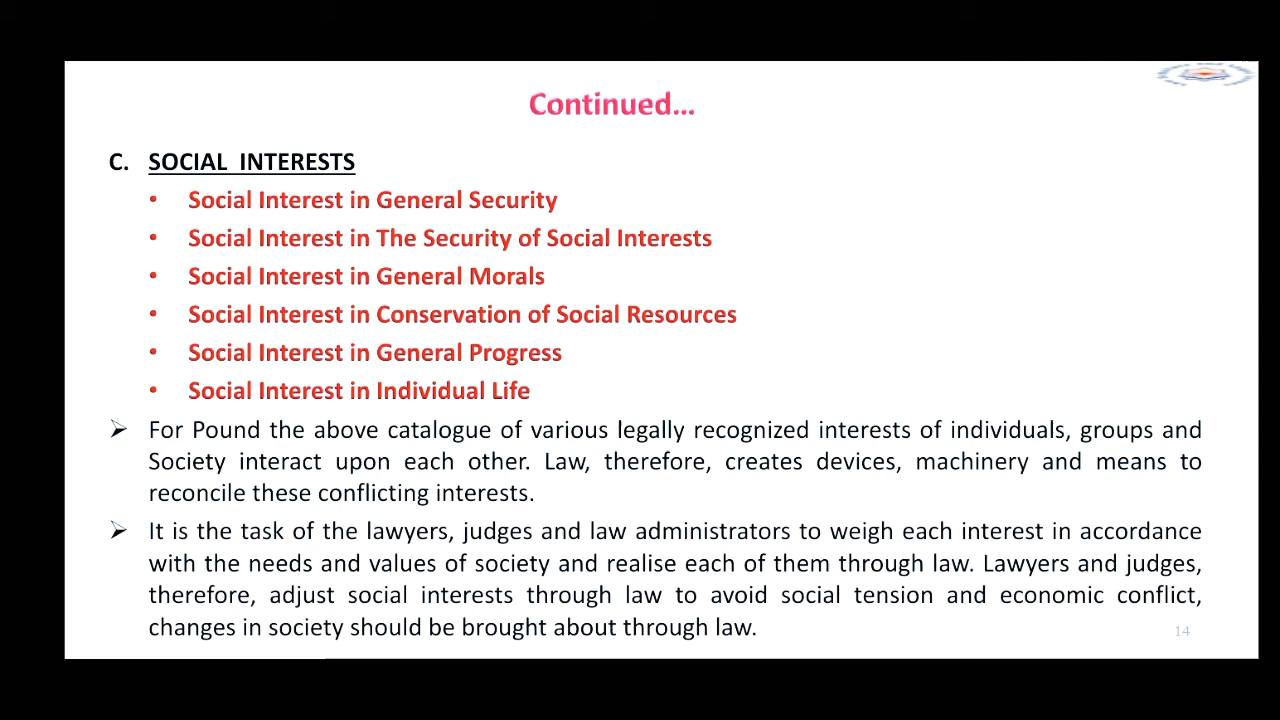 Continued...
C. SOCIAL INTERESTS
• Social Interest in General Security
• Social Interest in The Security of Social Interests
• Social Interest in General Morals
• Social Interest in Conservation of Social Resources
• Social Interest in General Progress
• Social Interest in Individual Life
➢ For Pound the above catalogue of various legally recognized interests of individuals, groups and
Society interact upon each other. Law, therefore, creates devices, machinery and means to
reconcile these conflicting interests.
➢ It is the task of the lawyers, judges and law administrators to weigh each interest in accordance
with the needs and values of society and realise each of them through law. Lawyers and judges,
therefore, adjust social interests through law to avoid social tension and economic conflict,
changes in society should be brought about through law.
14